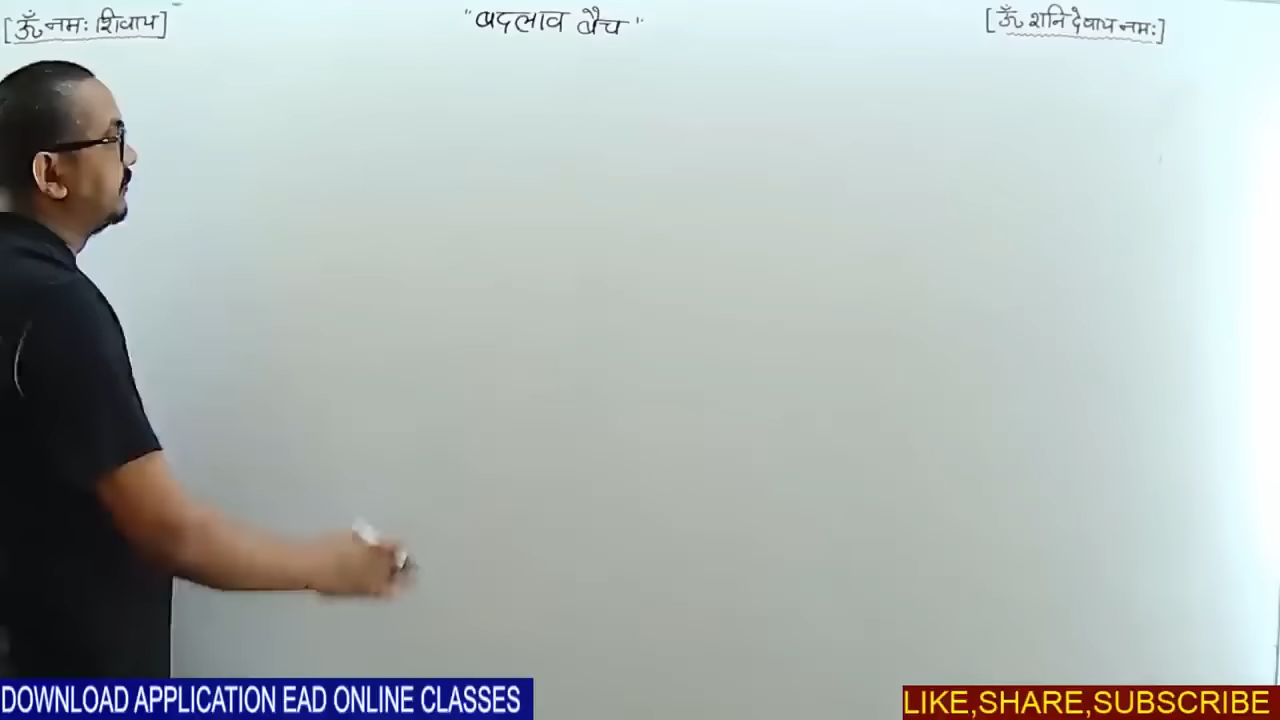 [ॐ नमः शिवाय]
"बदलाव बैच"
[ॐ शनि देवाय नमः]
DOWNLOAD APPLICATION EAD ONLINE CLASSES
LIKE,SHARE,SUBSCRIBE